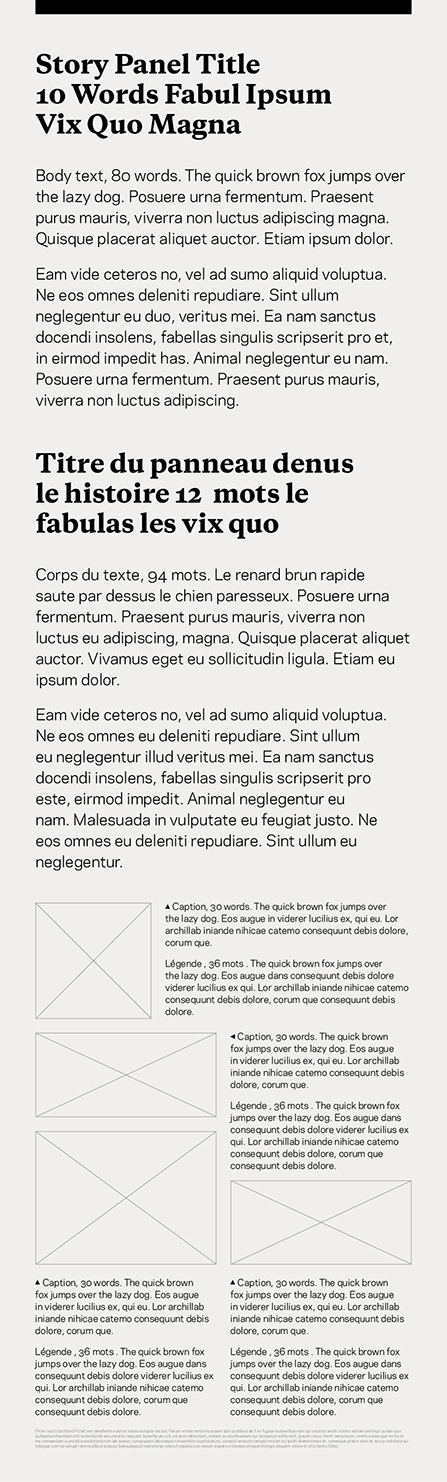 Story Panel Title
10 Words Fabul Ipsum
Vix Quo Magna
Body text, 80 words. The quick brown fox jumps over
the lazy dog. Posuere urna fermentum. Praesent
purus mauris, viverra non luctus adipiscing magna.
Quisque placerat aliquet auctor. Etiam ipsum dolor.
Eam vide ceteros no, vel ad sumo aliquid voluptua.
Ne eos omnes deleniti repudiare. Sint ullum
neglegentur eu duo, veritus mei. Ea nam sanctus
docendi insolens, fabellas singulis scripserit pro et,
in eirmod impedit has. Animal neglegentur eu nam.
Posuere urna fermentum. Praesent purus mauris,
viverra non luctus adipiscing.
Titre du panneau denus
le histoire 12 mots le
fabulas les vix quo
Corps du texte, 94 mots. Le renard brun rapide
saute par dessus le chien paresseux. Posuere urna
fermentum. Praesent purus mauris, viverra non
luctus eu adipiscing, magna. Quisque placerat aliquet
auctor. Vivamus eget eu sollicitudin ligula. Etiam eu
ipsum dolor.
Eam vide ceteros no, vel ad sumo aliquid voluptua.
Ne eos omnes eu deleniti repudiare. Sint ullum
eu neglegentur illud veritus mei. Ea nam sanctus
docendi insolens, fabellas singulis scripserit pro
este, eirmod impedit. Animal neglegentur eu
nam. Malesuada in vulputate eu feugiat justo. Ne
eos omnes eu deleniti repudiare. Sint ullum eu
neglegentur.
▲ Caption, 30 words. The quick brown fox jumps over
the lazy dog. Eos augue in viderer lucilius ex, qui eu. Lor
archillab iniande nihicae catemo consequunt debis dolore,
corum que.
Légende , 36 mots . The quick brown fox jumps over
the lazy dog. Eos augue dans consequunt debis dolore
viderer lucilius ex qui. Lor archillab iniande nihicae catemo
consequunt debis dolore, corum que consequunt debis
dolore.
◀ Caption, 30 words. The quick brown
fox jumps over the lazy dog. Eos augue
in viderer lucilius ex, qui eu. Lor archillab
iniande nihicae catemo consequunt debis
dolore, corum que.
Légende , 36 mots . The quick brown fox
jumps over the lazy dog. Eos augue dans
consequunt debis dolore viderer lucilius ex
qui. Lor archillab iniande nihicae catemo
consequunt debis dolore, corum que
consequunt debis dolore.
▲ Caption, 30 words. The quick brown
fox jumps over the lazy dog. Eos augue
in viderer lucilius ex, qui eu. Lor archillab
iniande nihicae catemo consequunt debis
dolore, corum que.
Légende , 36 mots . The quick brown fox
jumps over the lazy dog. Eos augue dans
consequunt debis dolore viderer lucilius ex
qui. Lor archillab iniande nihicae catemo
consequunt debis dolore, corum que
consequunt debis dolore.
▲ Caption, 30 words. The quick brown
fox jumps over the lazy dog. Eos augue
in viderer lucilius ex, qui eu. Lor archillab
iniande nihicae catemo consequunt debis
dolore, corum que.
Légende , 36 mots . The quick brown fox
jumps over the lazy dog. Eos augue dans
consequunt debis dolore viderer lucilius ex
qui. Lor archillab iniande nihicae catemo
consequunt debis dolore, corum que
consequunt debis dolore.